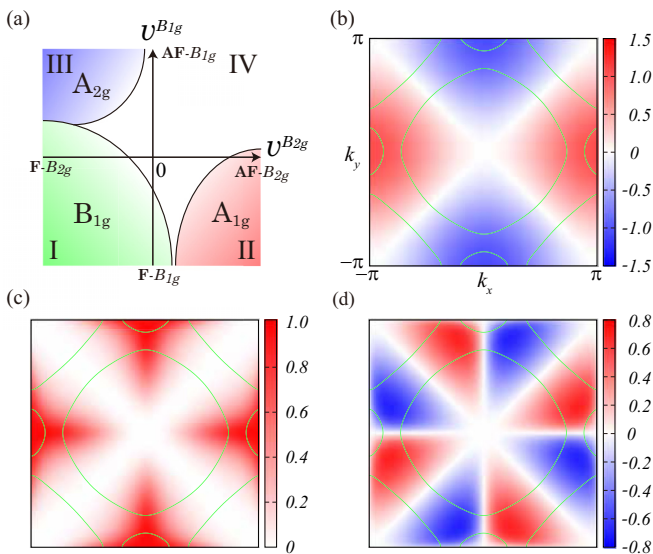 (a)
υ^{B1g}
AF-B1g
III
IV
A2g
υ^{B2g}
F-B2g
0
AF-B2g
B1g
A1g
I
II
F-B1g
(b)
π
ky
-π
-π
kx
π
1.5
1.0
0.5
0
-0.5
-1.0
-1.5
(c)
1.0
0.8
0.6
0.4
0.2
0
(d)
0.8
0.6
0.4
0.2
0
-0.2
-0.4
-0.6
-0.8